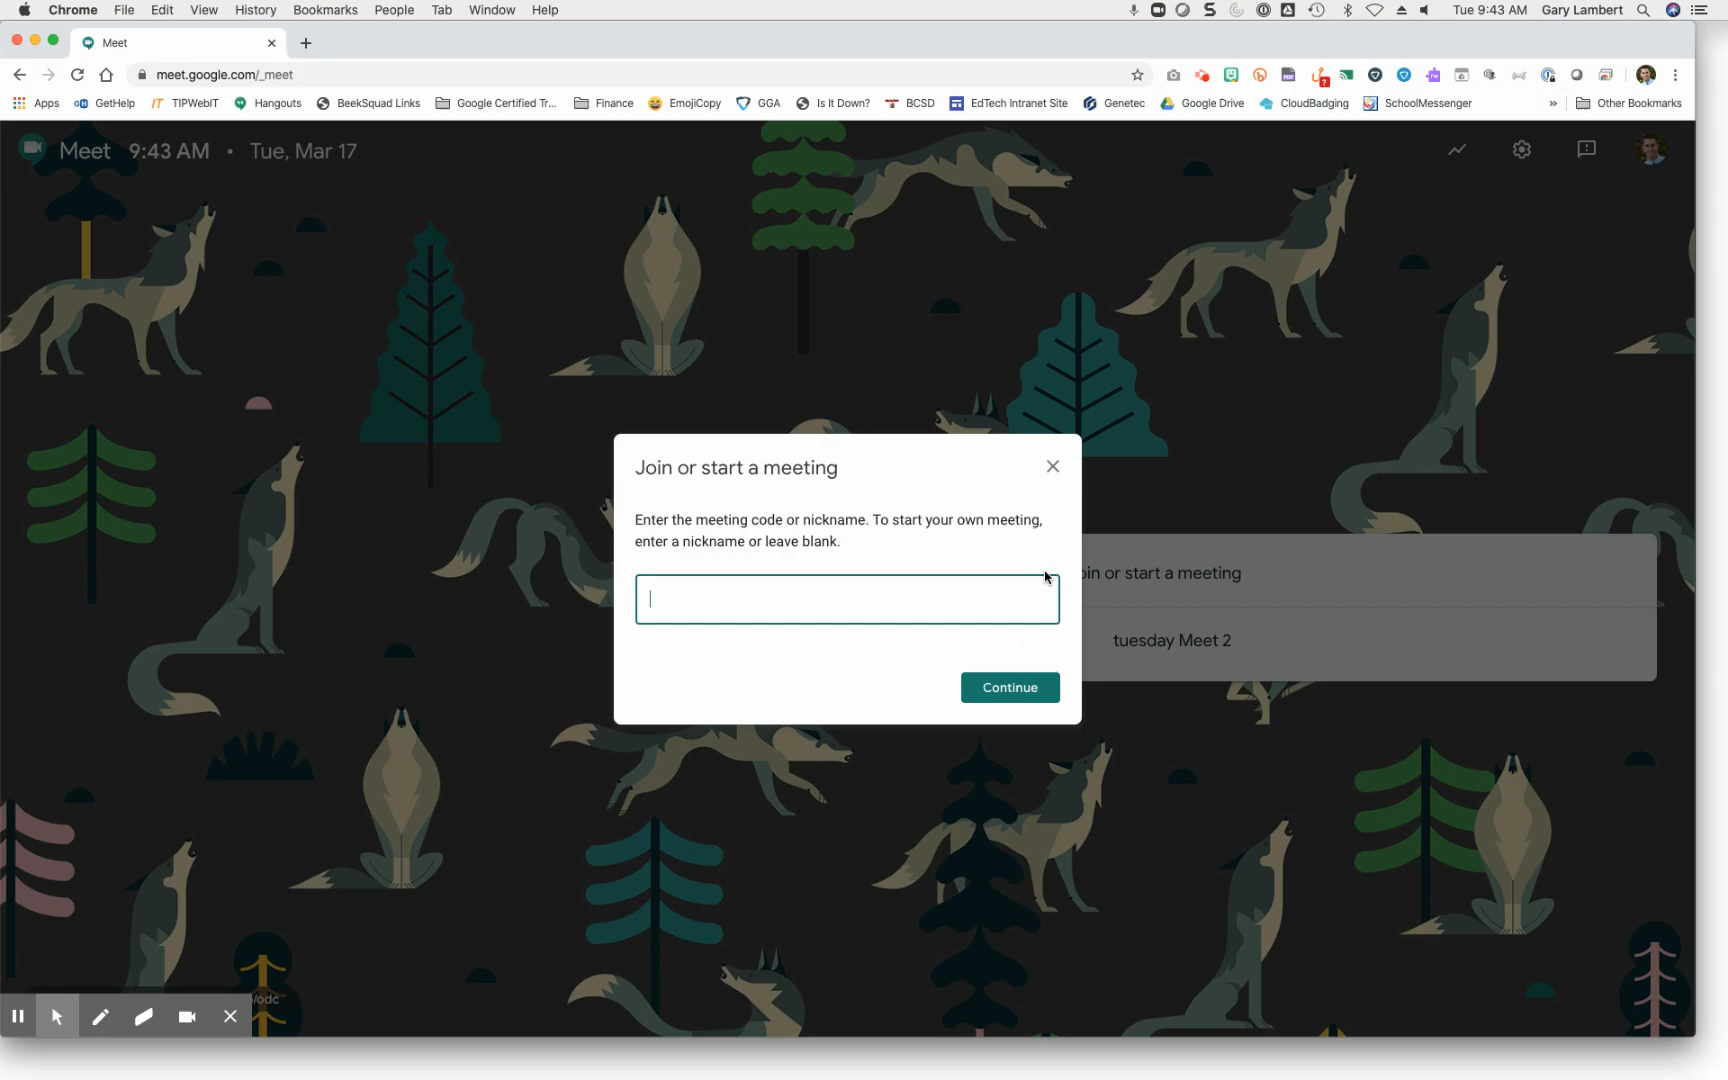 Chrome File Edit View History Bookmarks People Tab Window Help Tue 9:43 AM Gary Lambert
Meet
meet.google.com/_meet
Apps GetHelp TIPWebIT Hangouts BeekSquad Links Google Certified Tr... Finance EmojiCopy GGA Is It Down? BCSD EdTech Intranet Site Genetec Google Drive CloudBadging SchoolMessenger » Other Bookmarks
Meet 9:43 AM • Tue, Mar 17
Join or start a meeting
Enter the meeting code or nickname. To start your own meeting,
enter a nickname or leave blank.
oin or start a meeting
tuesday Meet 2
Continue
/odc